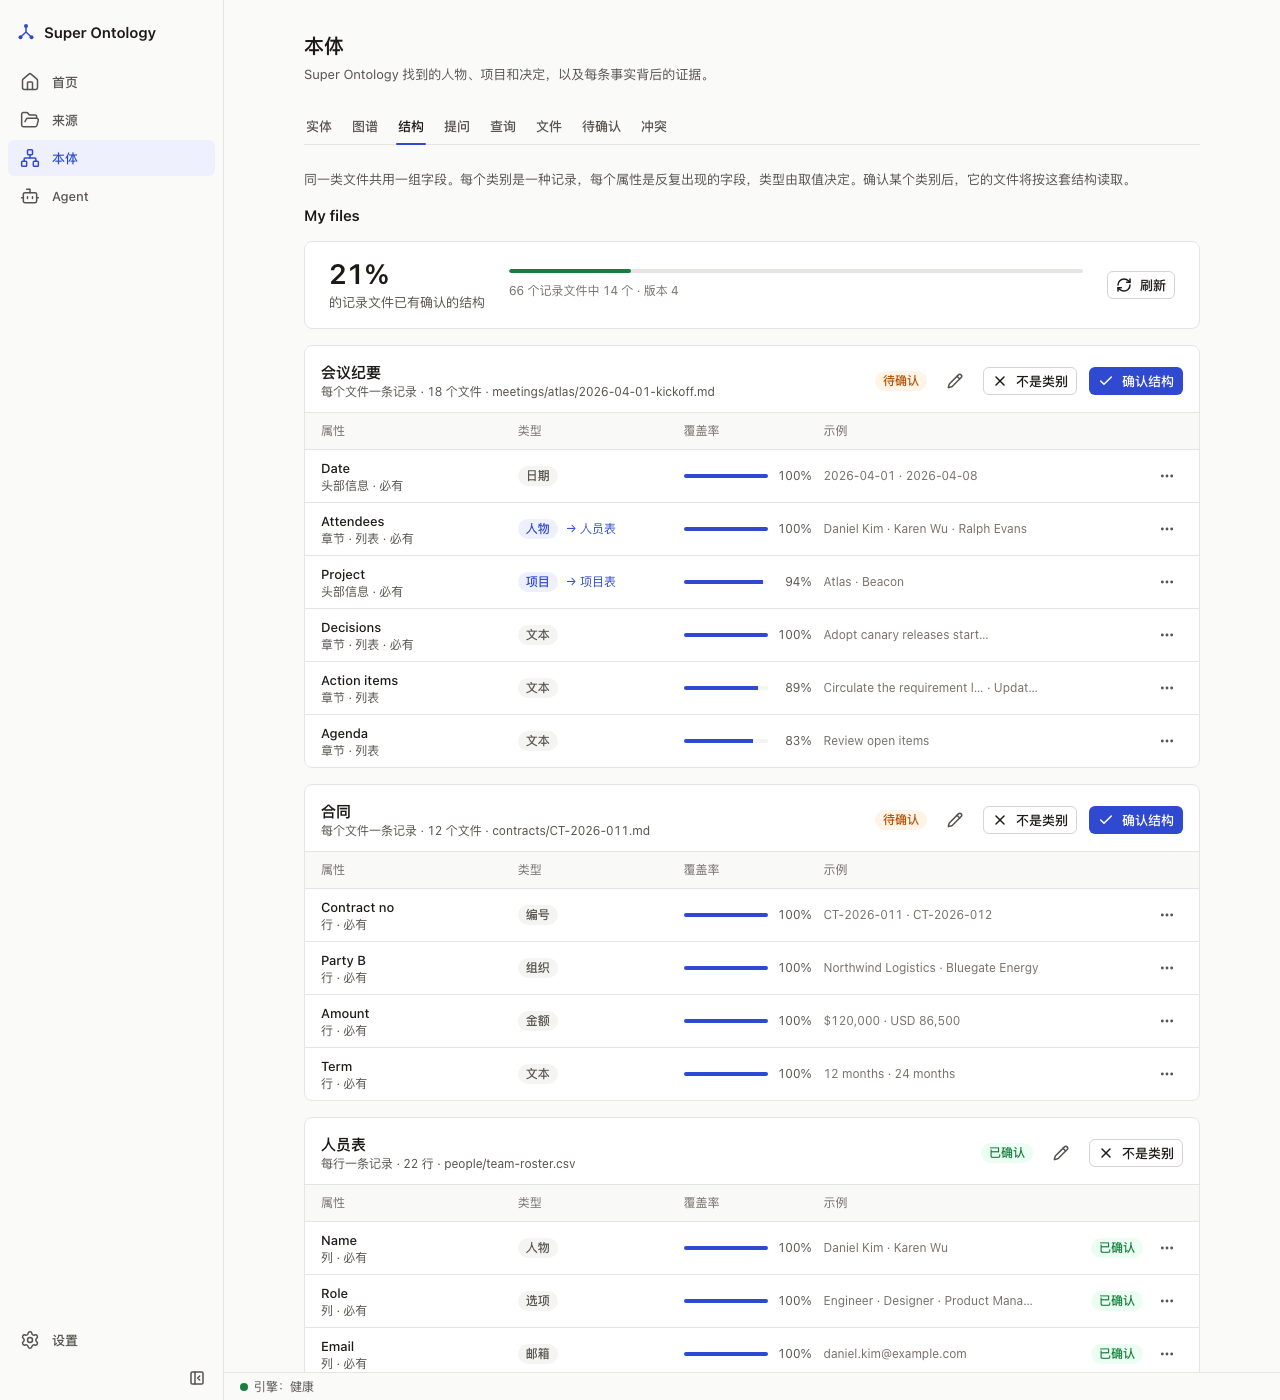 Super Ontology
首页
来源
本体
Agent
设置
本体
Super Ontology 找到的人物、项目和决定，以及每条事实背后的证据。
实体 图谱 结构 提问 查询 文件 待确认 冲突
同一类文件共用一组字段。每个类别是一种记录，每个属性是反复出现的字段，类型由取值决定。确认某个类别后，它的文件将按这套结构读取。
My files
21%
的记录文件已有确认的结构
66 个记录文件中 14 个 · 版本 4
刷新
会议纪要
每个文件一条记录 · 18 个文件 · meetings/atlas/2026-04-01-kickoff.md
待确认 不是类别 确认结构
属性 类型 覆盖率 示例
Date
头部信息 · 必有
日期 100% 2026-04-01 · 2026-04-08
Attendees
章节 · 列表 · 必有
人物 → 人员表 100% Daniel Kim · Karen Wu · Ralph Evans
Project
头部信息 · 必有
项目 → 项目表 94% Atlas · Beacon
Decisions
章节 · 列表 · 必有
文本 100% Adopt canary releases start...
Action items
章节 · 列表
文本 89% Circulate the requirement l... · Updat...
Agenda
章节 · 列表
文本 83% Review open items
合同
每个文件一条记录 · 12 个文件 · contracts/CT-2026-011.md
待确认 不是类别 确认结构
属性 类型 覆盖率 示例
Contract no
行 · 必有
编号 100% CT-2026-011 · CT-2026-012
Party B
行 · 必有
组织 100% Northwind Logistics · Bluegate Energy
Amount
行 · 必有
金额 100% $120,000 · USD 86,500
Term
行 · 必有
文本 100% 12 months · 24 months
人员表
每行一条记录 · 22 行 · people/team-roster.csv
已确认 不是类别
属性 类型 覆盖率 示例
Name
列 · 必有
人物 100% Daniel Kim · Karen Wu 已确认
Role
列 · 必有
选项 100% Engineer · Designer · Product Mana... 已确认
Email
列 · 必有
邮箱 100% daniel.kim@example.com 已确认
引擎：健康